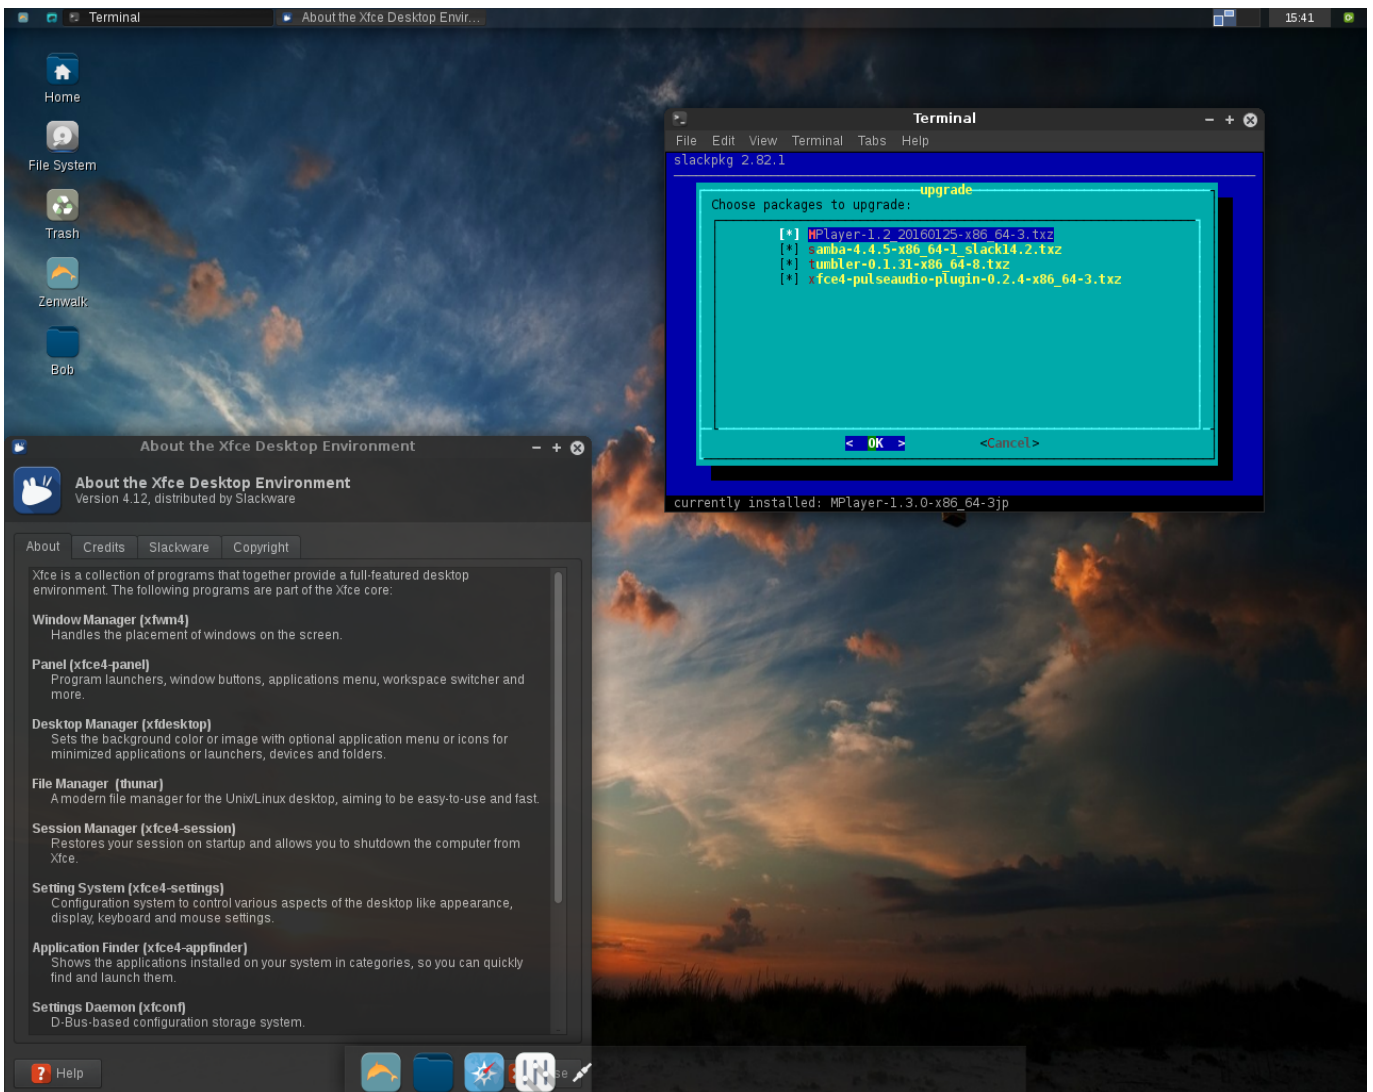 Terminal
About the Xfce Desktop Envir...
15:41
Home
File System
Trash
Zenwalk
Bob
Terminal
File Edit View Terminal Tabs Help
slackpkg 2.82.1
upgrade
Choose packages to upgrade:
[*] MPlayer-1.2_20160125-x86_64-3.txz
[*] samba-4.4.5-x86_64-1_slack14.2.txz
[*] tumbler-0.1.31-x86_64-8.txz
[*] xfce4-pulseaudio-plugin-0.2.4-x86_64-3.txz
< OK > <Cancel>
currently installed: MPlayer-1.3.0-x86_64-3jp
About the Xfce Desktop Environment
About the Xfce Desktop Environment
Version 4.12, distributed by Slackware
About Credits Slackware Copyright
Xfce is a collection of programs that together provide a full-featured desktop
environment. The following programs are part of the Xfce core:
Window Manager (xfwm4)
Handles the placement of windows on the screen.
Panel (xfce4-panel)
Program launchers, window buttons, applications menu, workspace switcher and
more.
Desktop Manager (xfdesktop)
Sets the background color or image with optional application menu or icons for
minimized applications or launchers, devices and folders.
File Manager (thunar)
A modern file manager for the Unix/Linux desktop, aiming to be easy-to-use and fast.
Session Manager (xfce4-session)
Restores your session on startup and allows you to shutdown the computer from
Xfce.
Setting System (xfce4-settings)
Configuration system to control various aspects of the desktop like appearance,
display, keyboard and mouse settings.
Application Finder (xfce4-appfinder)
Shows the applications installed on your system in categories, so you can quickly
find and launch them.
Settings Daemon (xfconf)
D-Bus-based configuration storage system.
Help